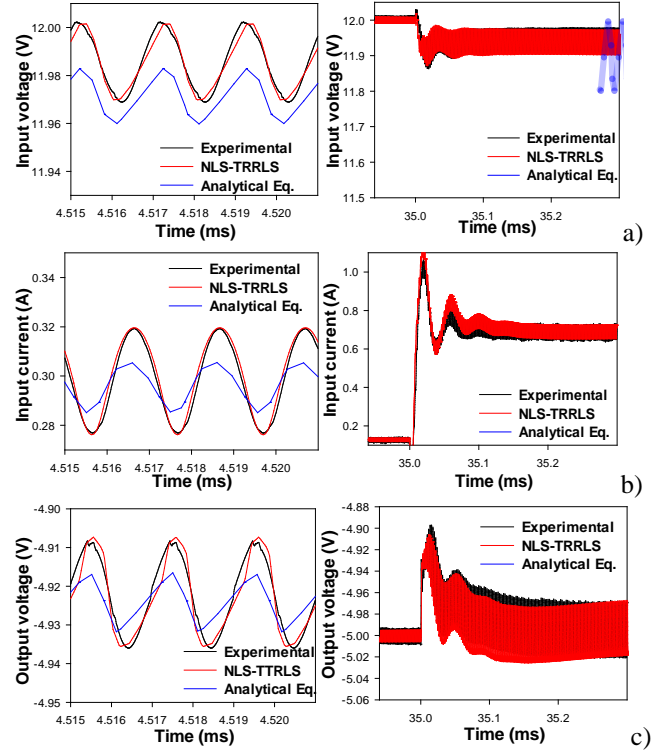 12.00
11.98
11.96
11.94
Input voltage (V)
Experimental
NLS-TRRLS
Analytical Eq.
4.515 4.516 4.517 4.518 4.519 4.520
Time (ms)
12.0
11.9
11.8
11.7
11.6
11.5
Input voltage (V)
Experimental
NLS-TRRLS
Analytical Eq.
35.0 35.1 35.2
Time (ms)
a)
0.34
0.32
0.30
0.28
Input current (A)
Experimental
NLS-TRRLS
Analytical Eq.
4.515 4.516 4.517 4.518 4.519 4.520
Time (ms)
1.0
0.8
0.6
0.4
0.2
Input current (A)
Experimental
NLS-TRRLS
Analytical Eq.
35.0 35.1 35.2
Time (ms)
b)
-4.90
-4.91
-4.92
-4.93
-4.94
-4.95
Output voltage (V)
Experimental
NLS-TTRLS
Analytical Eq.
4.515 4.516 4.517 4.518 4.519 4.520
Time (ms)
-4.88
-4.90
-4.92
-4.94
-4.96
-4.98
-5.00
-5.02
-5.04
-5.06
Output voltage (V)
Experimental
NLS-TRRLS
Analytical Eq.
35.0 35.1 35.2
Time (ms)
c)